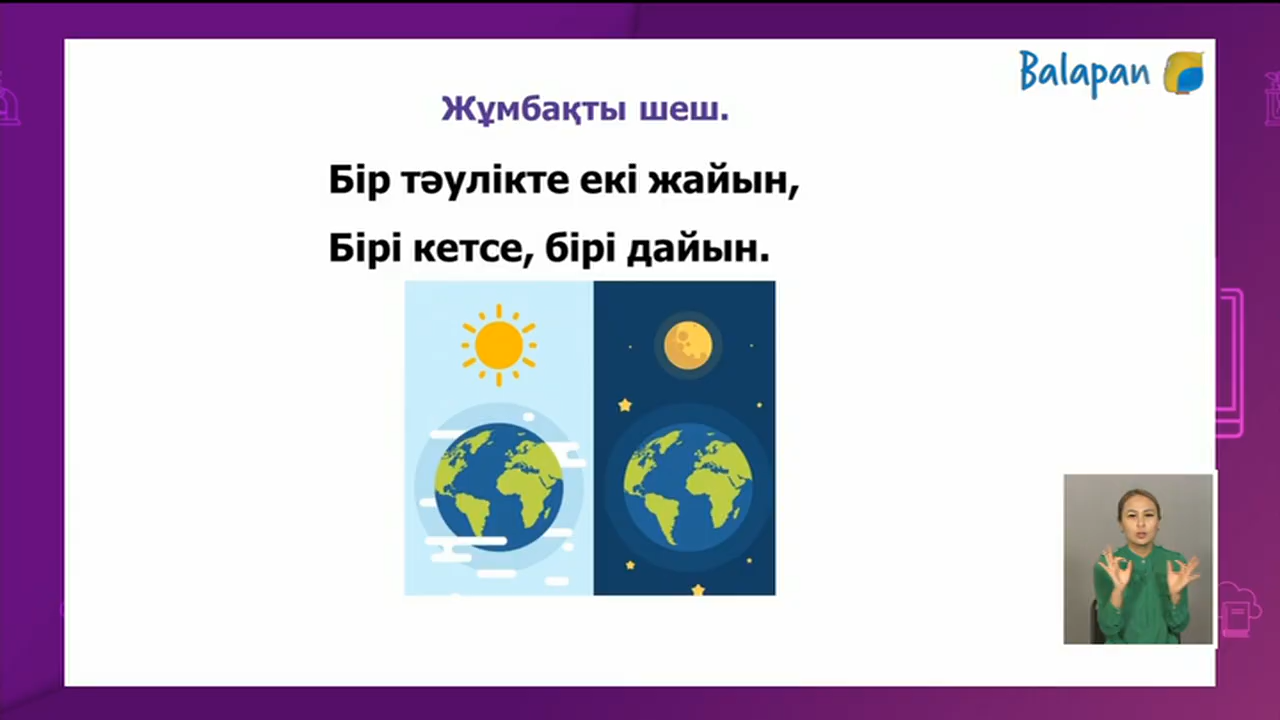 Balapan
Жұмбақты шеш.
Бір тәулікте екі жайын,
Бірі кетсе, бірі дайын.